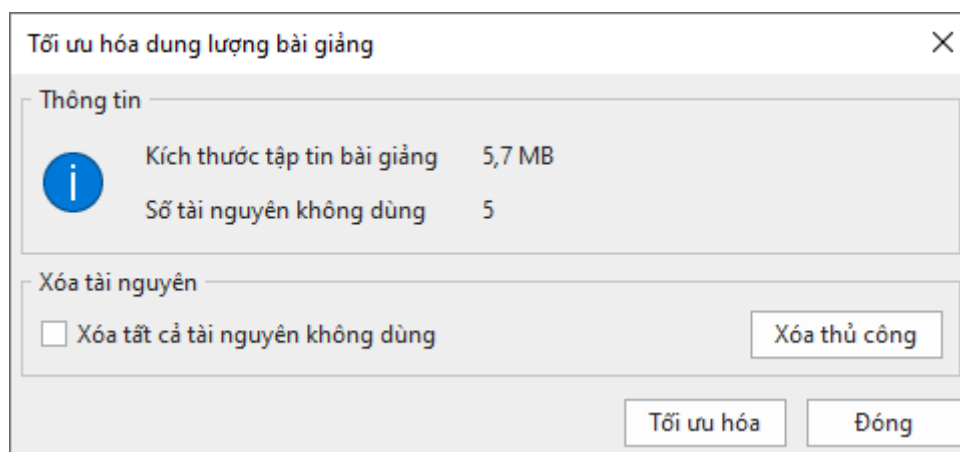 Tối ưu hóa dung lượng bài giảng
Thông tin
Kích thước tập tin bài giảng 5,7 MB
Số tài nguyên không dùng 5
Xóa tài nguyên
Xóa tất cả tài nguyên không dùng Xóa thủ công
Tối ưu hóa Đóng